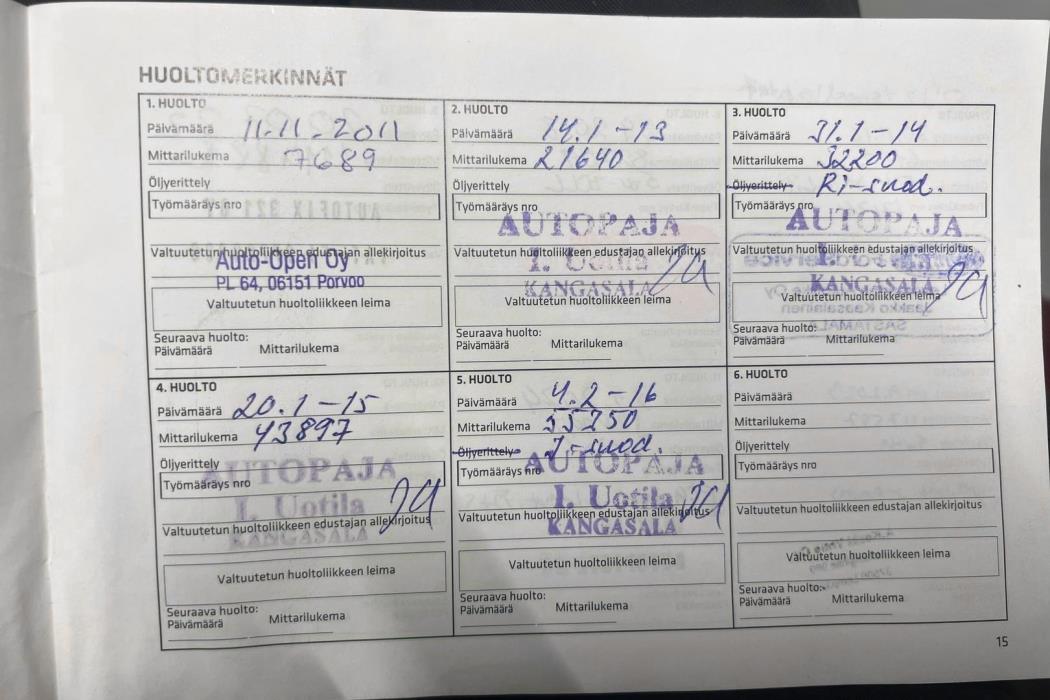 HUOLTOMERKINNÄT
1. HUOLTO
Päivämäärä 11.11.2011
Mittarilukema 7689
Öljyerittely
Työmääräys nro
Valtuutetun huoltoliikkeen edustajan allekirjoitus
Auto-Open Oy
PL 64, 06151 Porvoo
Valtuutetun huoltoliikkeen leima
Seuraava huolto:
Päivämäärä Mittarilukema
2. HUOLTO
Päivämäärä 14.1-13
Mittarilukema 21640
Öljyerittely
Työmääräys nro
AUTOPAJA
Valtuutetun huoltoliikkeen edustajan allekirjoitus
I. Uotila
KANGASALA
Valtuutetun huoltoliikkeen leima
Seuraava huolto:
Päivämäärä Mittarilukema
3. HUOLTO
Päivämäärä 31.1-14
Mittarilukema 32200
Öljyerittely Ri-suod.
Työmääräys nro
AUTOPAJA
Valtuutetun huoltoliikkeen edustajan allekirjoitus
I.
KANGASALA
Valtuutetun huoltoliikkeen leima
Seuraava huolto:
Päivämäärä Mittarilukema
4. HUOLTO
Päivämäärä 20.1-15
Mittarilukema 43897
Öljyerittely
AUTOPAJA
Työmääräys nro
I. Uotila
Valtuutetun huoltoliikkeen edustajan allekirjoitus
KANGASALA
Valtuutetun huoltoliikkeen leima
Seuraava huolto:
Päivämäärä Mittarilukema
5. HUOLTO
Päivämäärä 4.2-16
Mittarilukema 55250
Öljyerittely I-suod.
Työmääräys nro
AUTOPAJA
I. Uotila
Valtuutetun huoltoliikkeen edustajan allekirjoitus
KANGASALA
Valtuutetun huoltoliikkeen leima
Seuraava huolto:
Päivämäärä Mittarilukema
6. HUOLTO
Päivämäärä
Mittarilukema
Öljyerittely
Työmääräys nro
Valtuutetun huoltoliikkeen edustajan allekirjoitus
Valtuutetun huoltoliikkeen leima
Seuraava huolto:
Päivämäärä Mittarilukema
15